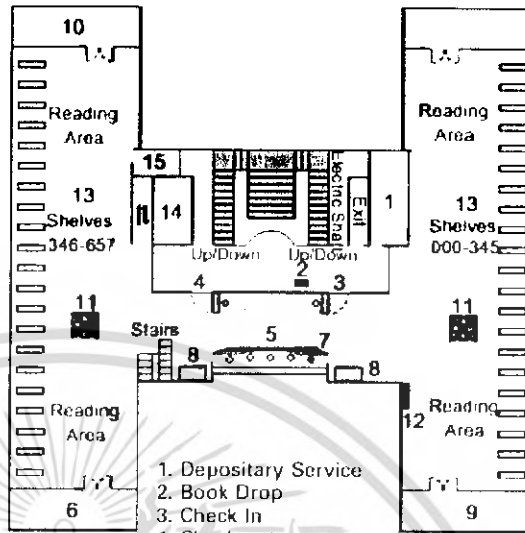 10
Reading
Area
13
Shelves
346-657
11
Reading
Area
6
15
14
Stairs
8
Up/Down
Up/Down
4
2
3
Exit
1
5
7
8
12
Reading
Area
13
Shelves
000-345
11
Reading
Area
9
1. Depositary Service
2. Book Drop
3. Check In